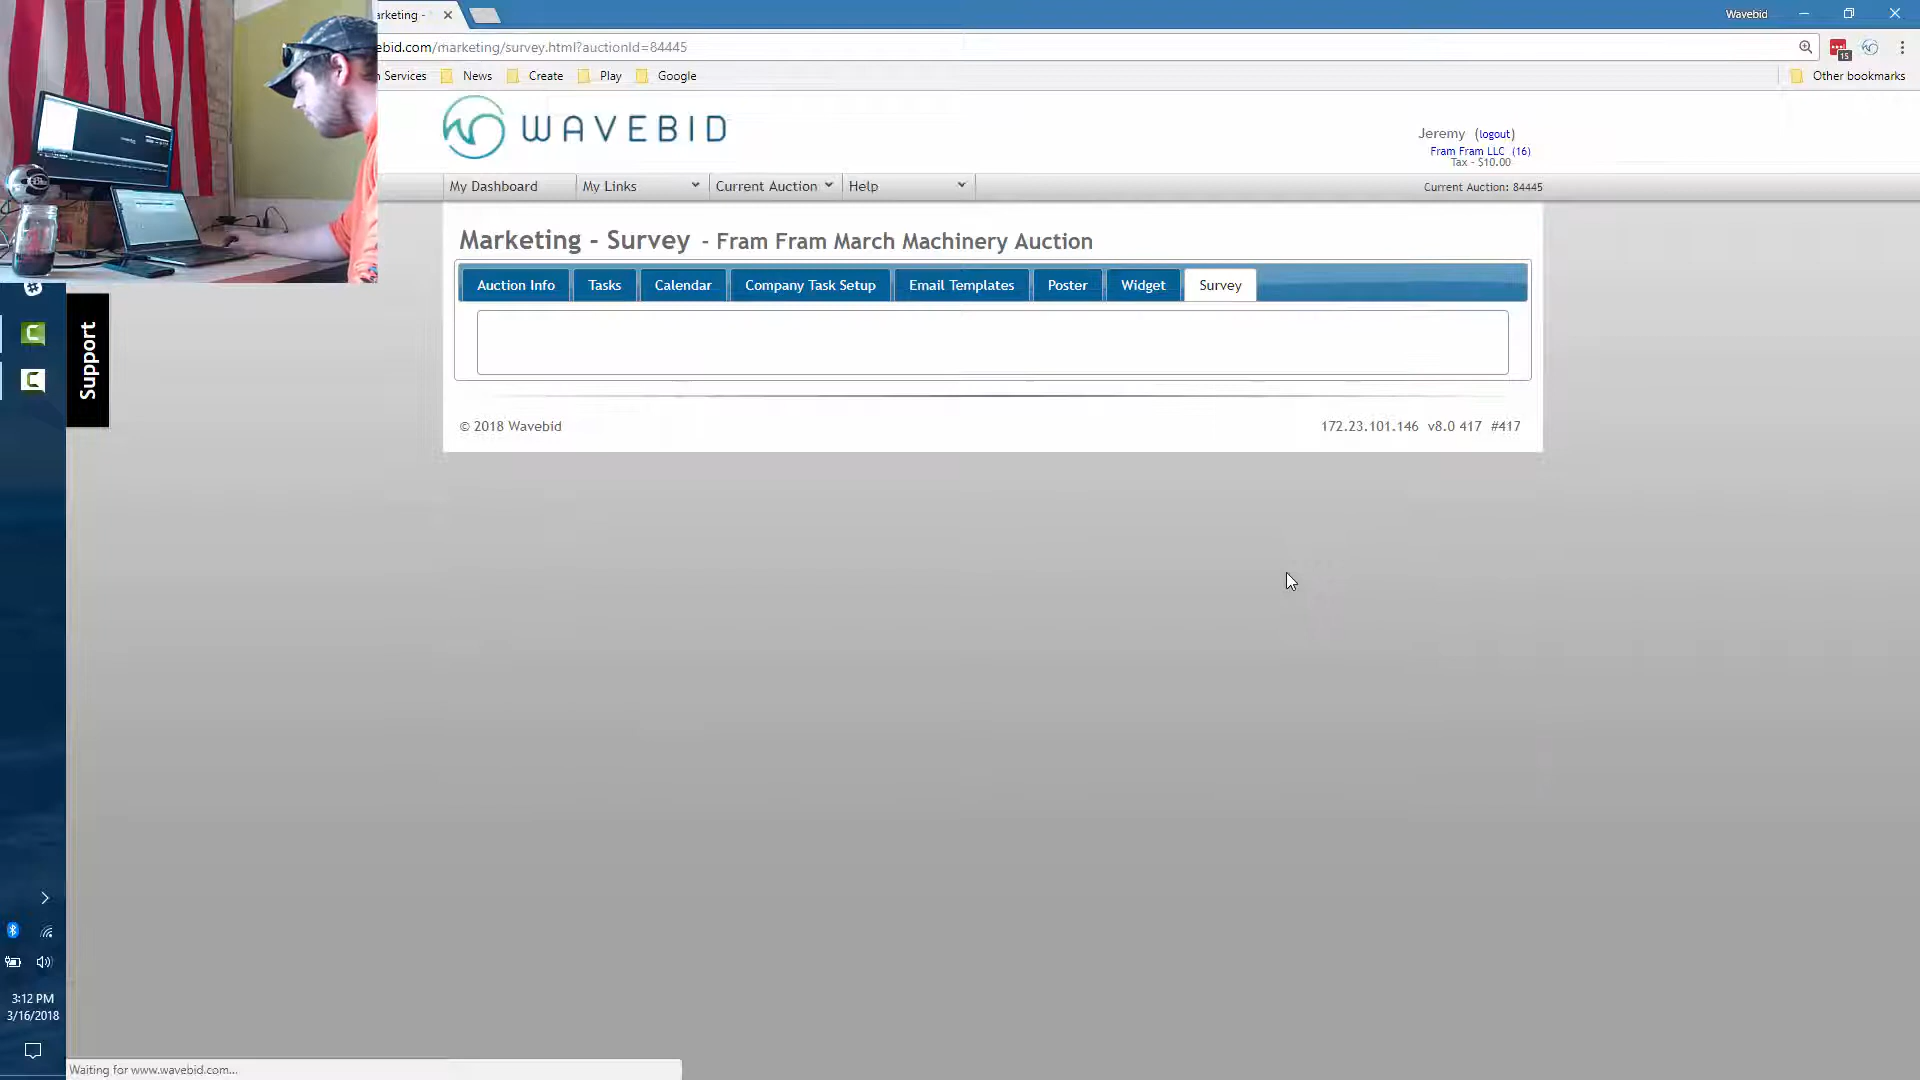 arketing -
Wavebid
ebid.com/marketing/survey.html?auctionId=84445
15
n Services News Create Play Google Other bookmarks
WAVEBID
Jeremy (logout)
Fram Fram LLC (16)
Tax - $10.00
My Dashboard My Links Current Auction Help Current Auction: 84445
Marketing - Survey - Fram Fram March Machinery Auction
Auction Info Tasks Calendar Company Task Setup Email Templates Poster Widget Survey
Support
© 2018 Wavebid 172.23.101.146 v8.0 417 #417
3:12 PM
3/16/2018
Waiting for www.wavebid.com...